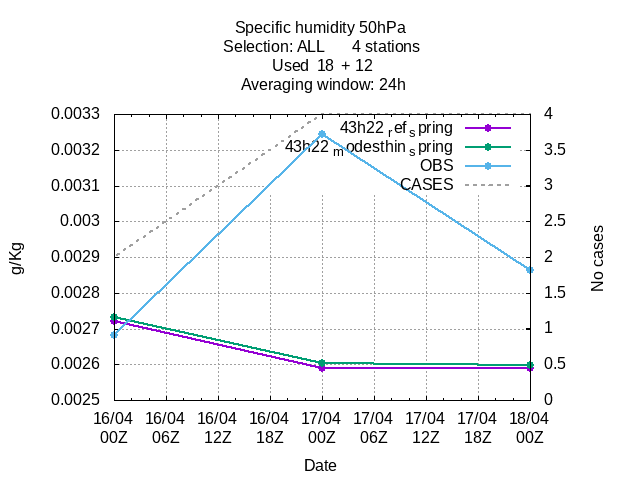 Specific humidity 50hPa
Selection: ALL 4 stations
Used 18 + 12
Averaging window: 24h
0.0033
0.0032
0.0031
0.003
0.0029
0.0028
0.0027
0.0026
0.0025
g/Kg
43h22 refspring
43h22 modesthinspring
OBS
CASES
4
3.5
3
2.5
2
1.5
1
0.5
0
No cases
16/04 16/04 16/04 16/04 17/04 17/04 17/04 17/04 18/04
00Z 06Z 12Z 18Z 00Z 06Z 12Z 18Z 00Z
Date